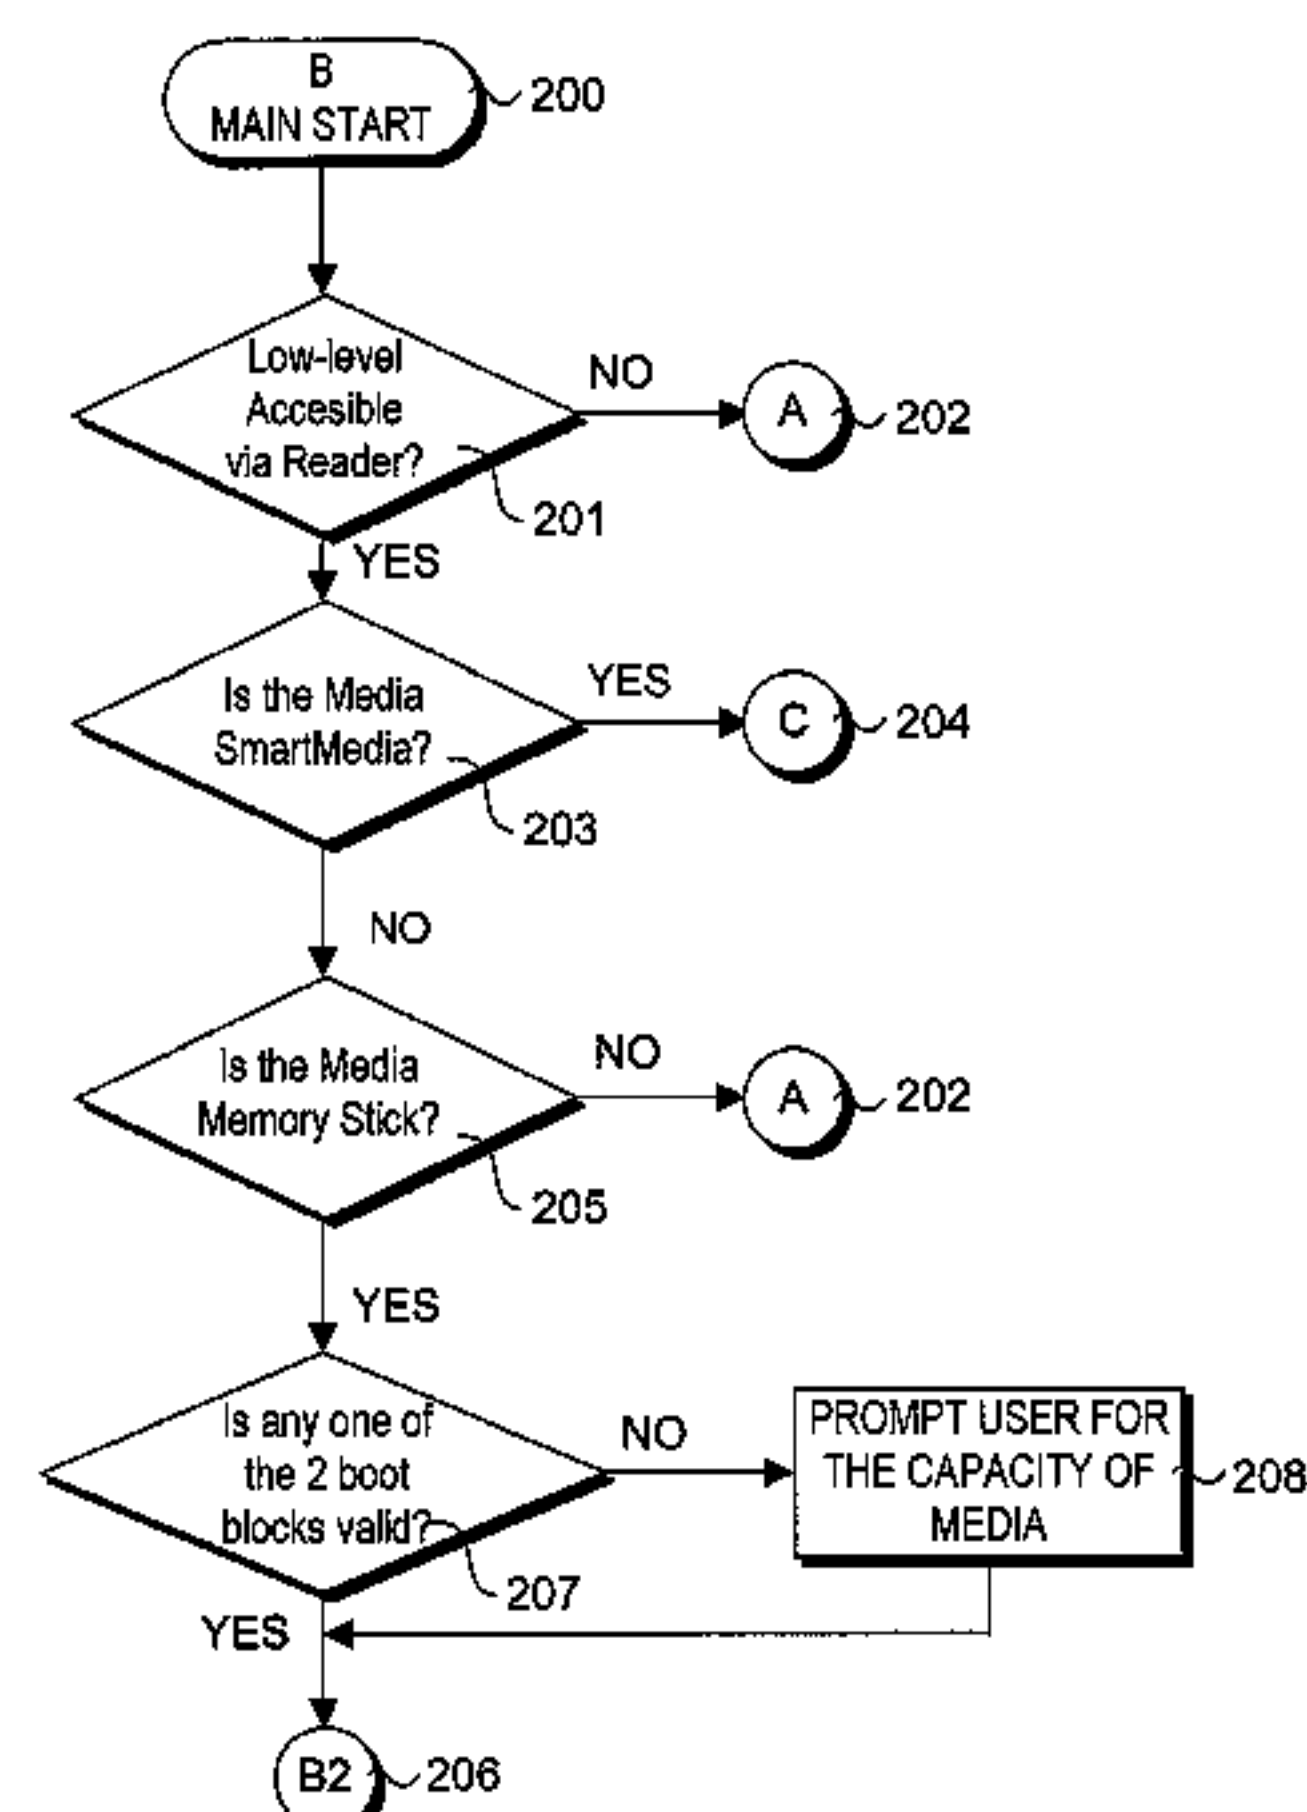 B
MAIN START
200
Low-level
Accesible
via Reader?
201
NO
A
202
YES
Is the Media
SmartMedia?
203
YES
C
204
NO
Is the Media
Memory Stick?
205
NO
A
202
YES
Is any one of
the 2 boot
blocks valid?
207
NO
PROMPT USER FOR
THE CAPACITY OF
MEDIA
208
YES
B2
206